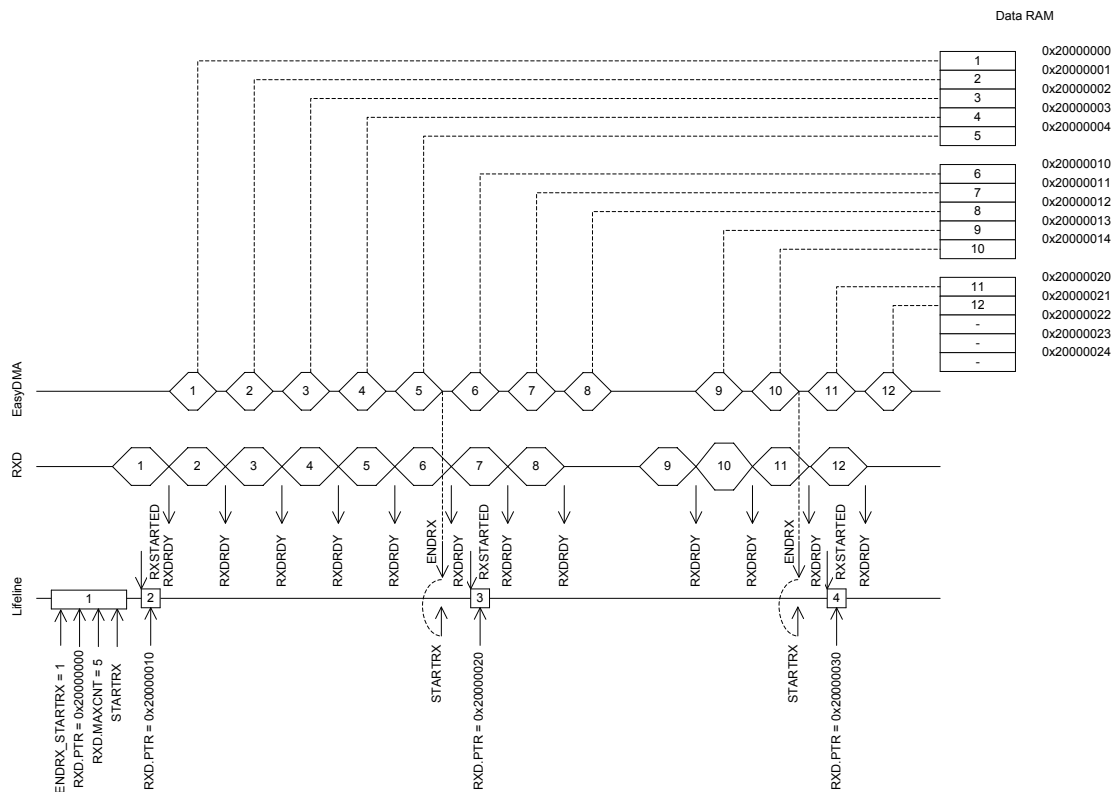 Data RAM
1 0x20000000
2 0x20000001
3 0x20000002
4 0x20000003
5 0x20000004
6 0x20000010
7 0x20000011
8 0x20000012
9 0x20000013
10 0x20000014
11 0x20000020
12 0x20000021
- 0x20000022
- 0x20000023
- 0x20000024
EasyDMA
1 2 3 4 5 6 7 8 9 10 11 12
RXD
1 2 3 4 5 6 7 8 9 10 11 12
RXSTARTED
RXDRDY
RXDRDY
RXDRDY
RXDRDY
RXDRDY
ENDRX
RXDRDY
RXSTARTED
RXDRDY
RXDRDY
RXDRDY
RXDRDY
ENDRX
RXDRDY
RXSTARTED
RXDRDY
Lifeline
1 2 3 4
ENDRX_STARTRX = 1
RXD.PTR = 0x20000000
RXD.MAXCNT = 5
STARTRX
RXD.PTR = 0x20000010
STARTRX
RXD.PTR = 0x20000020
STARTRX
RXD.PTR = 0x20000030